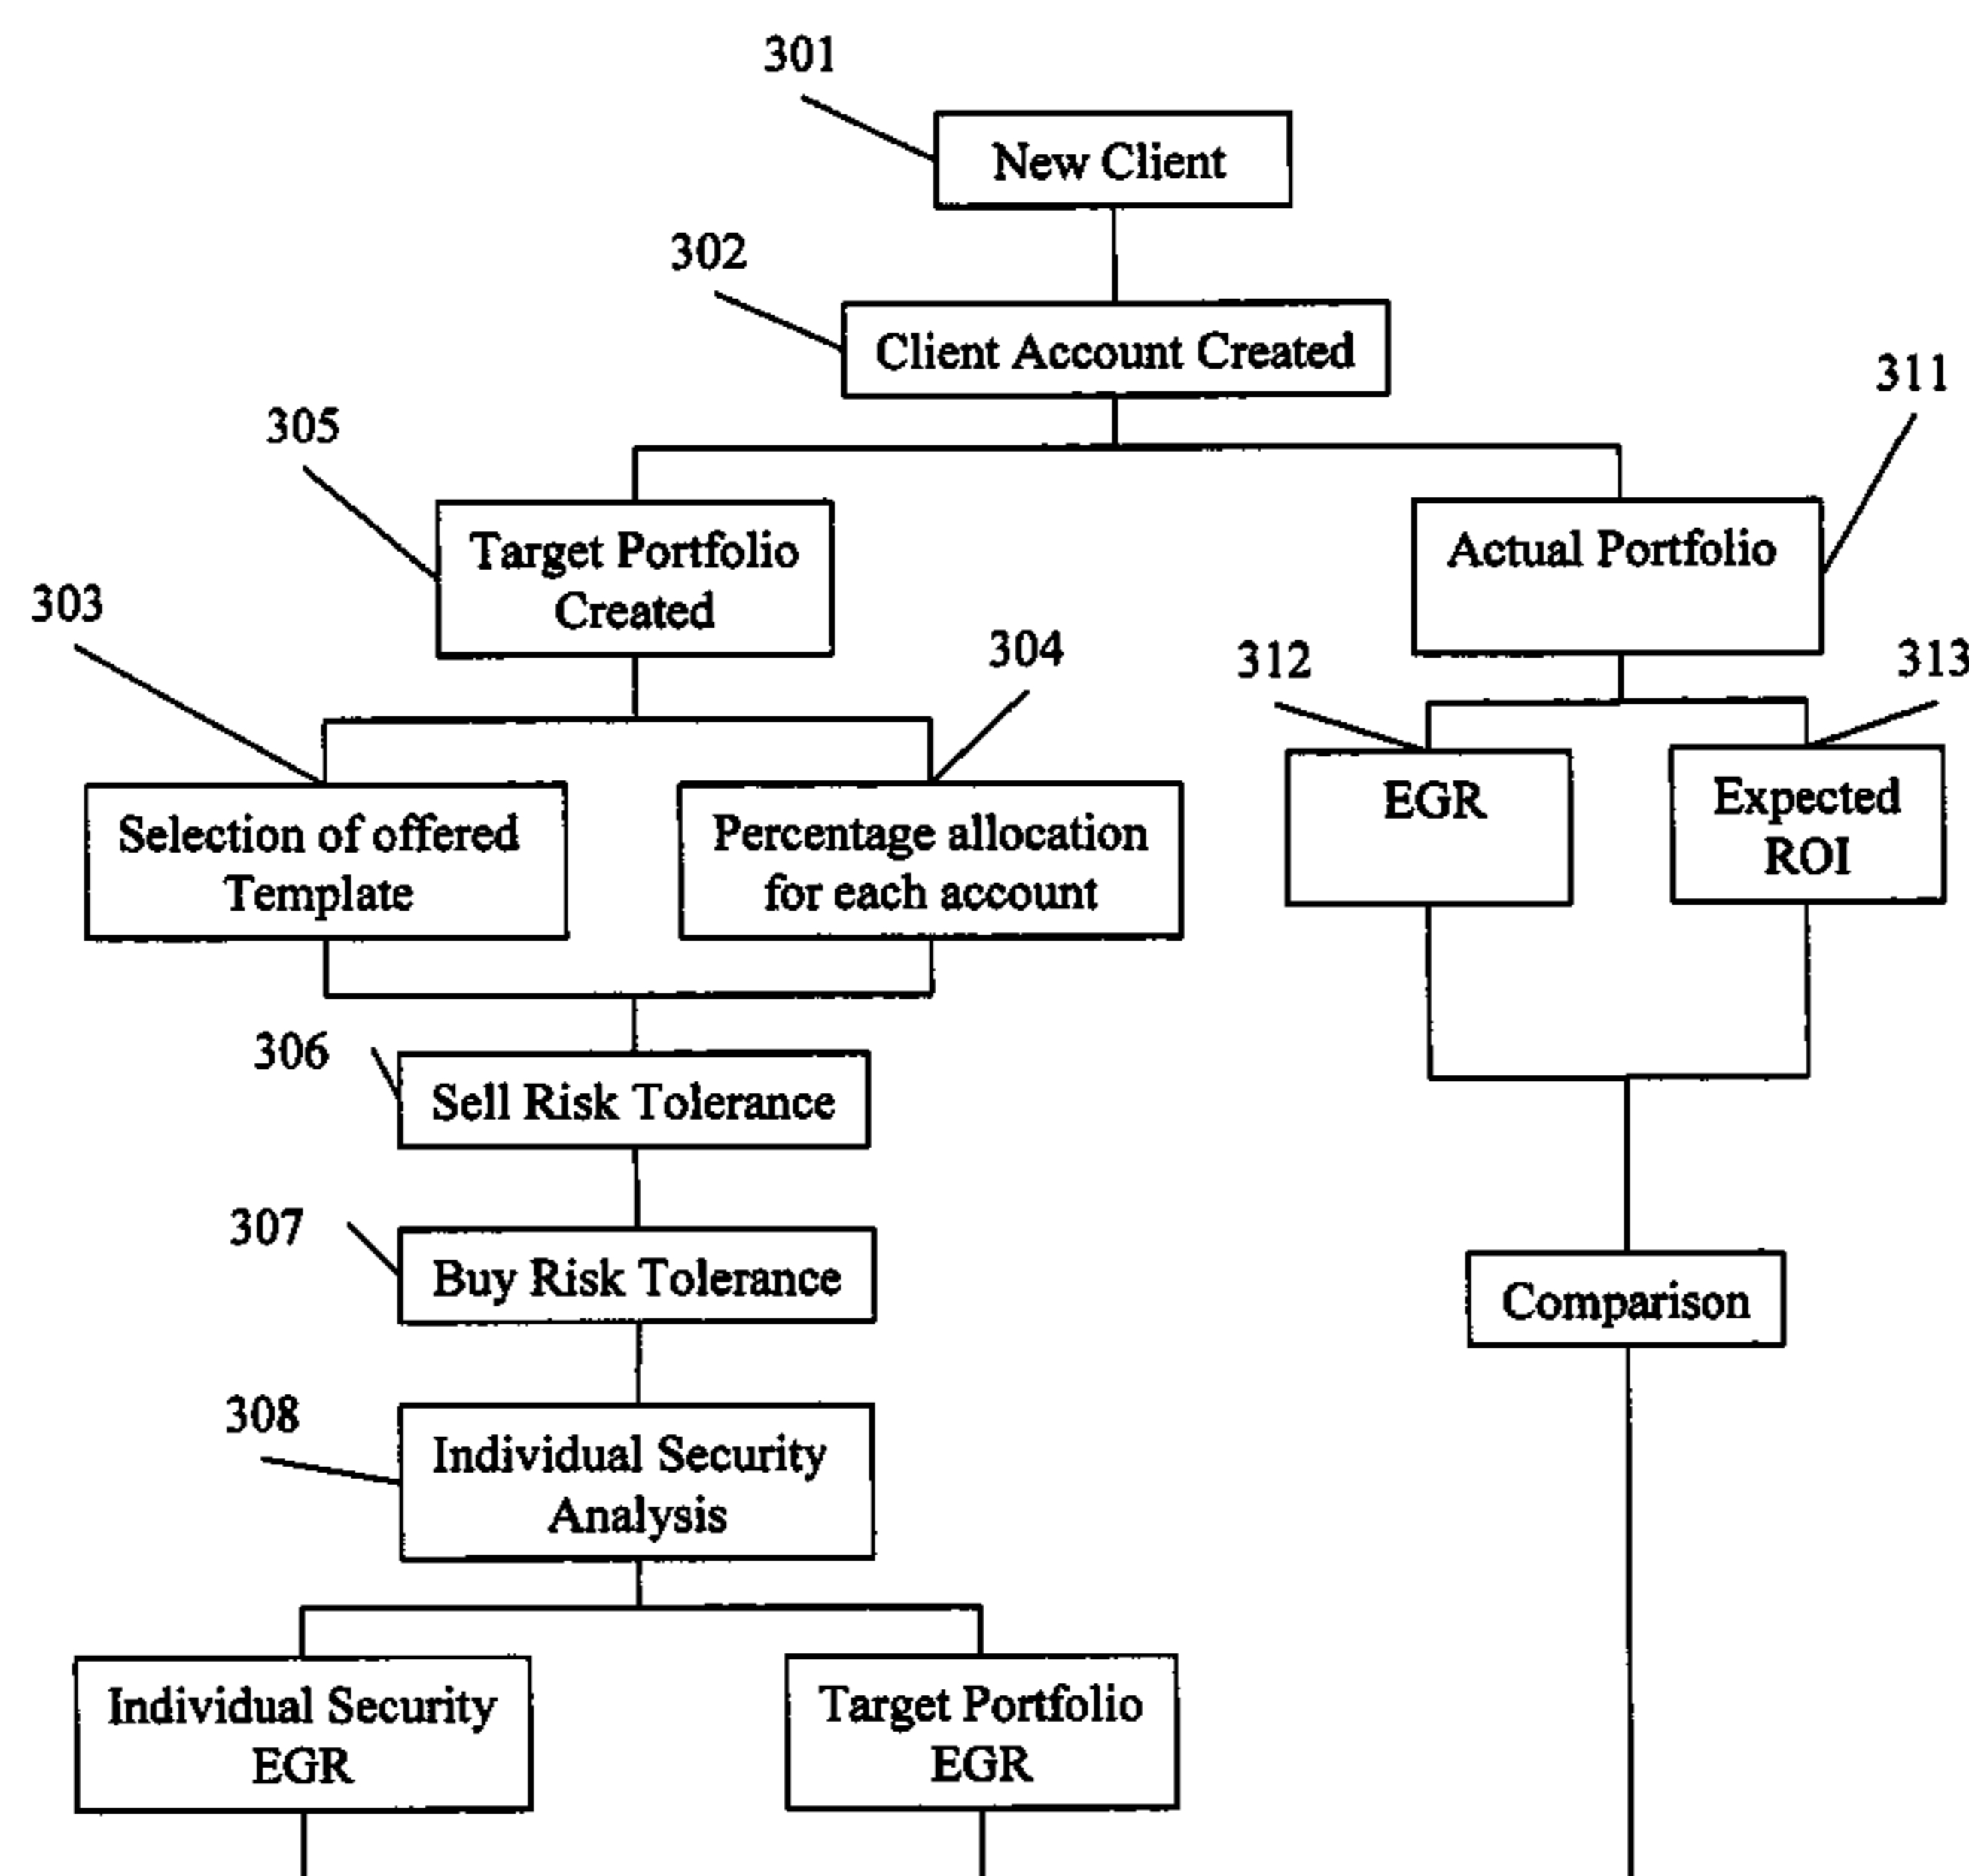 301
New Client
302
Client Account Created
311
305
Target Portfolio
Created
Actual Portfolio
303
304
312
313
Selection of offered
Template
Percentage allocation
for each account
EGR
Expected
ROI
306
Sell Risk Tolerance
307
Buy Risk Tolerance
Comparison
308
Individual Security
Analysis
Individual Security
EGR
Target Portfolio
EGR